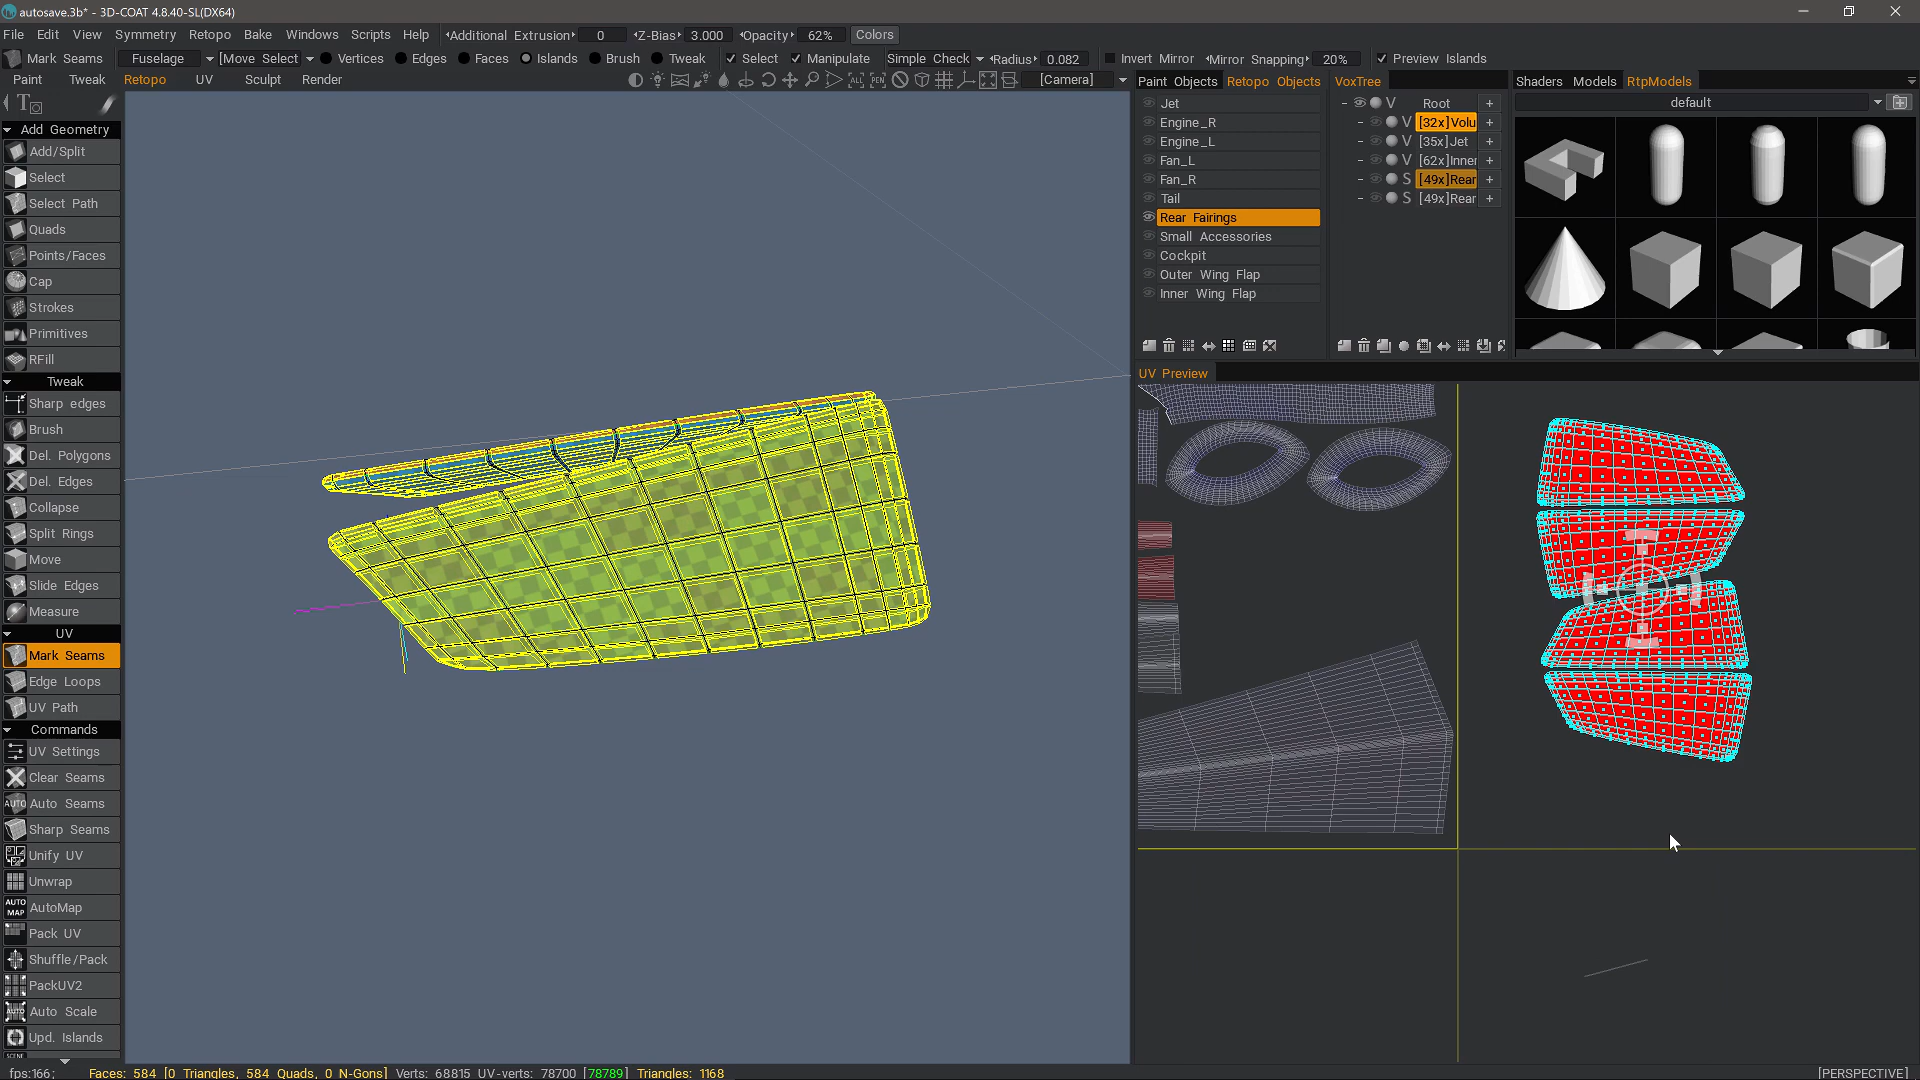 autosave.3b* - 3D-COAT 4.8.40-SL(DX64)
File Edit View Symmetry Retopo Bake Windows Scripts Help Additional Extrusion 0 Z-Bias 3.000 Opacity 62% Colors
Mark Seams Fuselage [Move Select Vertices Edges Faces Islands Brush Tweak Select Manipulate Simple Check Radius 0.082 Invert Mirror Mirror Snapping 20% Preview Islands
Paint Tweak Retopo UV Sculpt Render [Camera]
Paint Objects Retopo Objects VoxTree Shaders Models RtpModels
Add Geometry
Add/Split
Select
Select Path
Quads
Points/Faces
Cap
Strokes
Primitives
RFill
Tweak
Sharp edges
Brush
Del. Polygons
Del. Edges
Collapse
Split Rings
Move
Slide Edges
Measure
UV
Mark Seams
Edge Loops
UV Path
Commands
UV Settings
Clear Seams
AUTO Auto Seams
Sharp Seams
Unify UV
Unwrap
AUTO MAP AutoMap
Pack UV
Shuffle/Pack
PackUV2
AUTO Auto Scale
Upd. Islands
Jet
Engine_R
Engine_L
Fan_L
Fan_R
Tail
Rear Fairings
Small Accessories
Cockpit
Outer Wing Flap
Inner Wing Flap
V Root +
V [32x]Volu +
V [35x]Jet +
V [62x]Inner +
S [49x]Rear +
S [49x]Rear +
default
UV Preview
fps:166; Faces: 584 [0 Triangles, 584 Quads, 0 N-Gons] Verts: 68815 UV-verts: 78700 [78789] Triangles: 1168
[PERSPECTIVE]